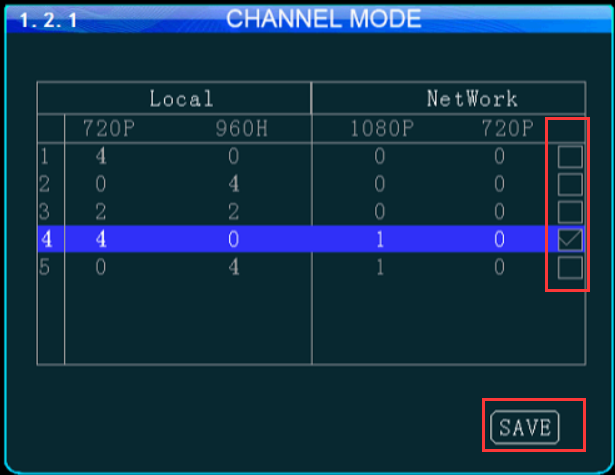 1.2.1 CHANNEL MODE
Local NetWork
720P 960H 1080P 720P
1 4 0 0 0
2 0 4 0 0
3 2 2 0 0
4 4 0 1 0
5 0 4 1 0
SAVE